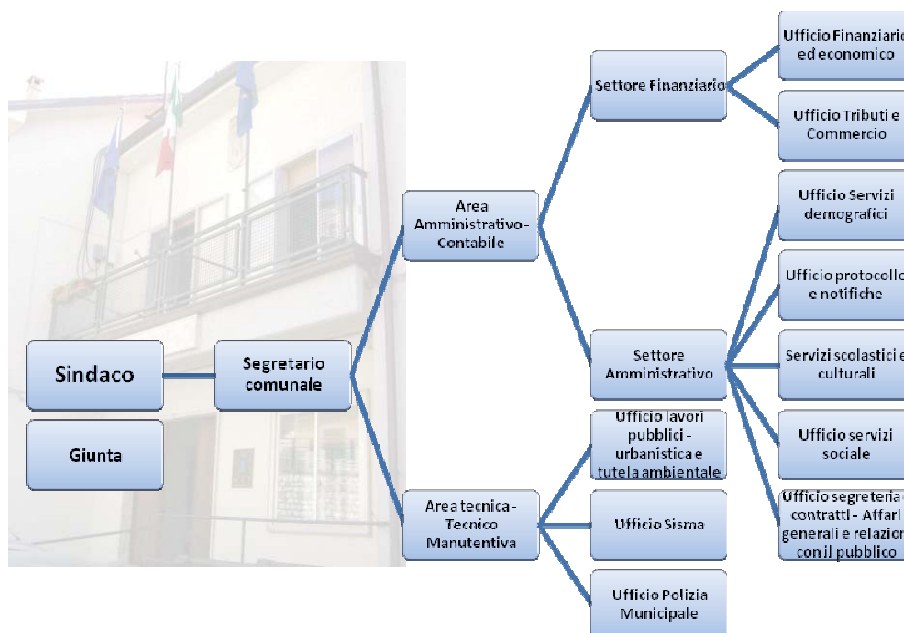 Sindaco
Giunta
Segretario
comunale
Area
Amministrativo-
Contabile
Area tecnica-
Tecnico
Manutentiva
Settore Finanziario
Settore
Amministrativo
Ufficio lavori
pubblici -
urbanistica e
tutela ambientale
Ufficio Sisma
Ufficio Polizia
Municipale
Ufficio Finanziario
ed economico
Ufficio Tributi e
Commercio
Ufficio Servizi
demografici
Ufficio protocollo
e notifiche
Servizi scolastici e
culturali
Ufficio servizi
sociale
Ufficio segreteria e
contratti - Affari
generali e relazioni
con il pubblico